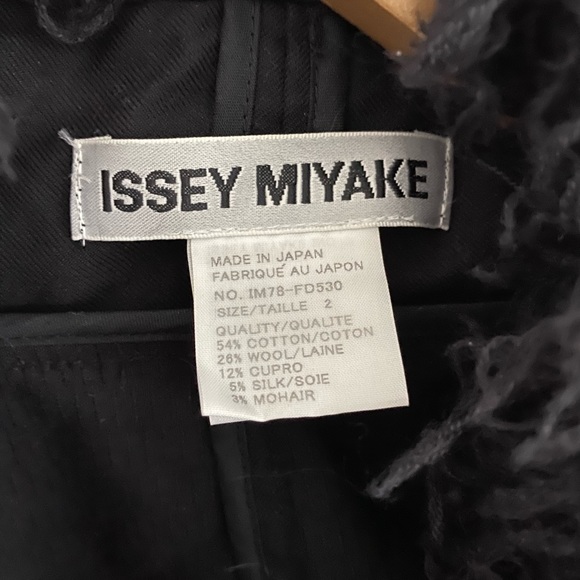 ISSEY MIYAKE
MADE IN JAPAN
FABRIQUÉ AU JAPON
NO. IM78-FD530
SIZE/TAILLE 2
QUALITY/QUALITE
54% COTTON/COTON
26% WOOL/LAINE
12% CUPRO
5% SILK/SOIE
3% MOHAIR